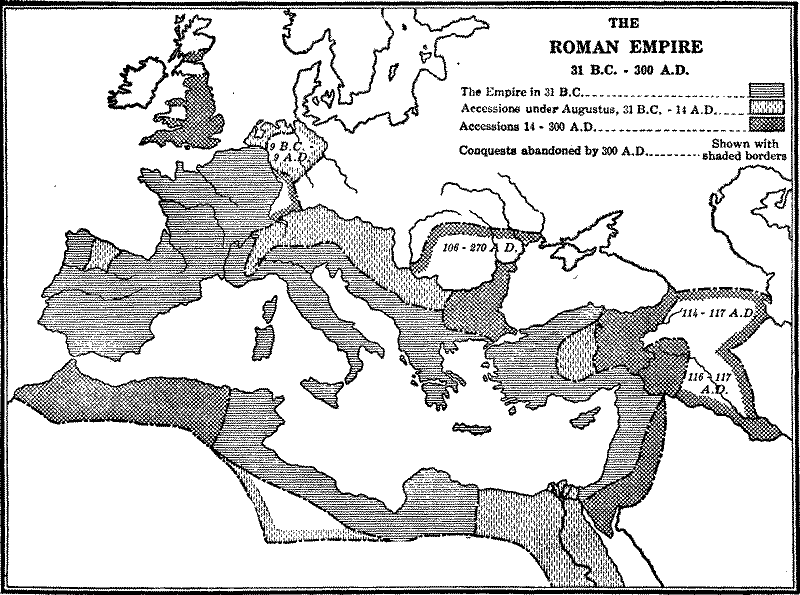 THE
ROMAN EMPIRE
31 B.C. - 300 A.D.
The Empire in 31 B.C.
Accessions under Augustus, 31 B.C. - 14 A.D.
Accessions 14 - 300 A.D.
Conquests abandoned by 300 A.D.
Shown with
shaded borders
9 B.C.
9 A.D.
106 - 270 A.D.
114 - 117 A.D.
116 - 117
A.D.